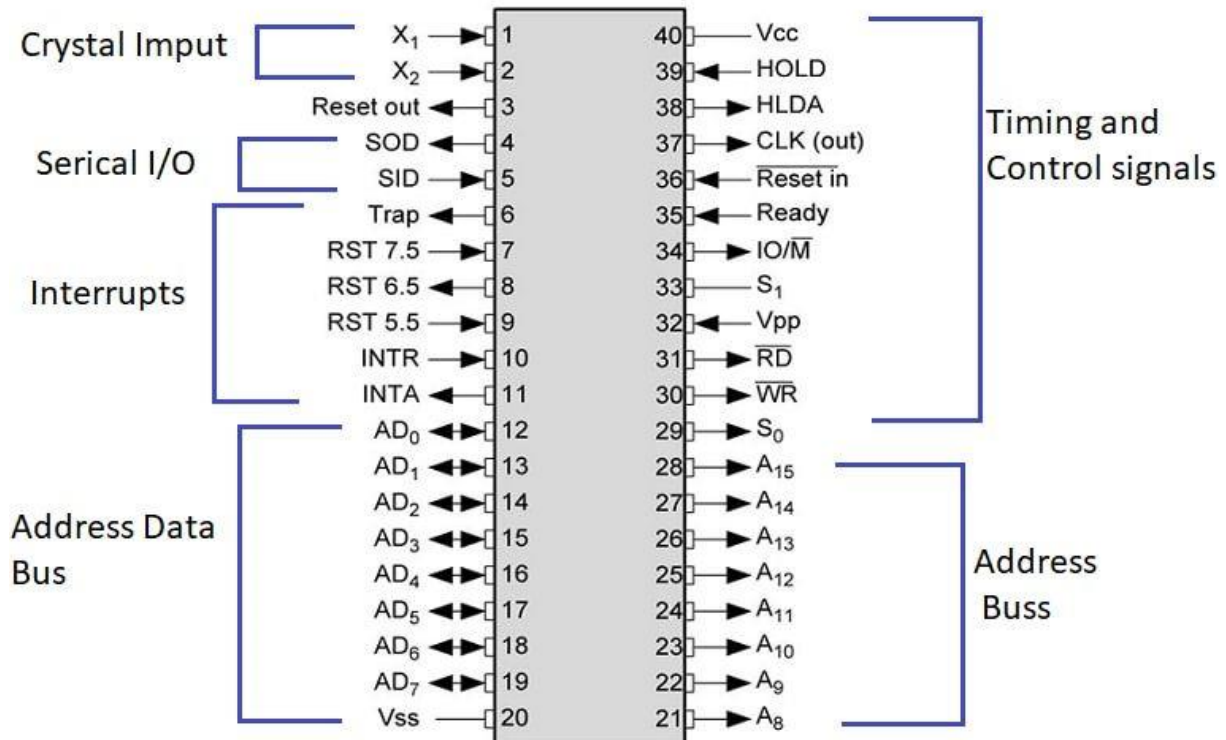 Crystal Imput
Serical I/O
Interrupts
Address Data
Bus
X₁ 1
X₂ 2
Reset out 3
SOD 4
SID 5
Trap 6
RST 7.5 7
RST 6.5 8
RST 5.5 9
INTR 10
INTA 11
AD₀ 12
AD₁ 13
AD₂ 14
AD₃ 15
AD₄ 16
AD₅ 17
AD₆ 18
AD₇ 19
Vss 20
40 Vcc
39 HOLD
38 HLDA
37 CLK (out)
36 R̅e̅s̅e̅t̅ i̅n̅
35 Ready
34 IO/M̅
33 S₁
32 Vpp
31 R̅D̅
30 W̅R̅
29 S₀
28 A₁₅
27 A₁₄
26 A₁₃
25 A₁₂
24 A₁₁
23 A₁₀
22 A₉
21 A₈
Timing and
Control signals
Address
Buss